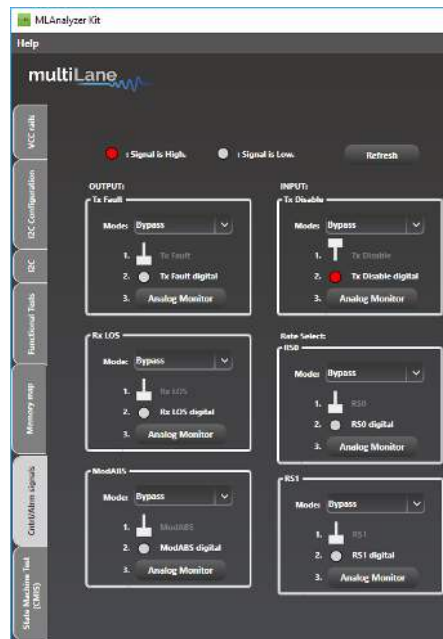 MLAnalyzer Kit
Help
multiLane
VCC rails
I2C Configuration
I2C
Functional Tests
Memory map
Cntrl/Alrm signals
State Machine Test
(CMIS)
: Signal is High.
: Signal is Low.
Refresh
OUTPUT:
Tx Fault
Mode: Bypass
1. Tx Fault
2. Tx Fault digital
3. Analog Monitor
Rx LOS
Mode: Bypass
1. Rx LOS
2. Rx LOS digital
3. Analog Monitor
ModABS
Mode: Bypass
1. ModABS
2. ModABS digital
3. Analog Monitor
INPUT:
Tx Disable
Mode: Bypass
1. Tx Disable
2. Tx Disable digital
3. Analog Monitor
Rate Select:
RS0
Mode: Bypass
1. RS0
2. RS0 digital
3. Analog Monitor
RS1
Mode: Bypass
1. RS1
2. RS1 digital
3. Analog Monitor